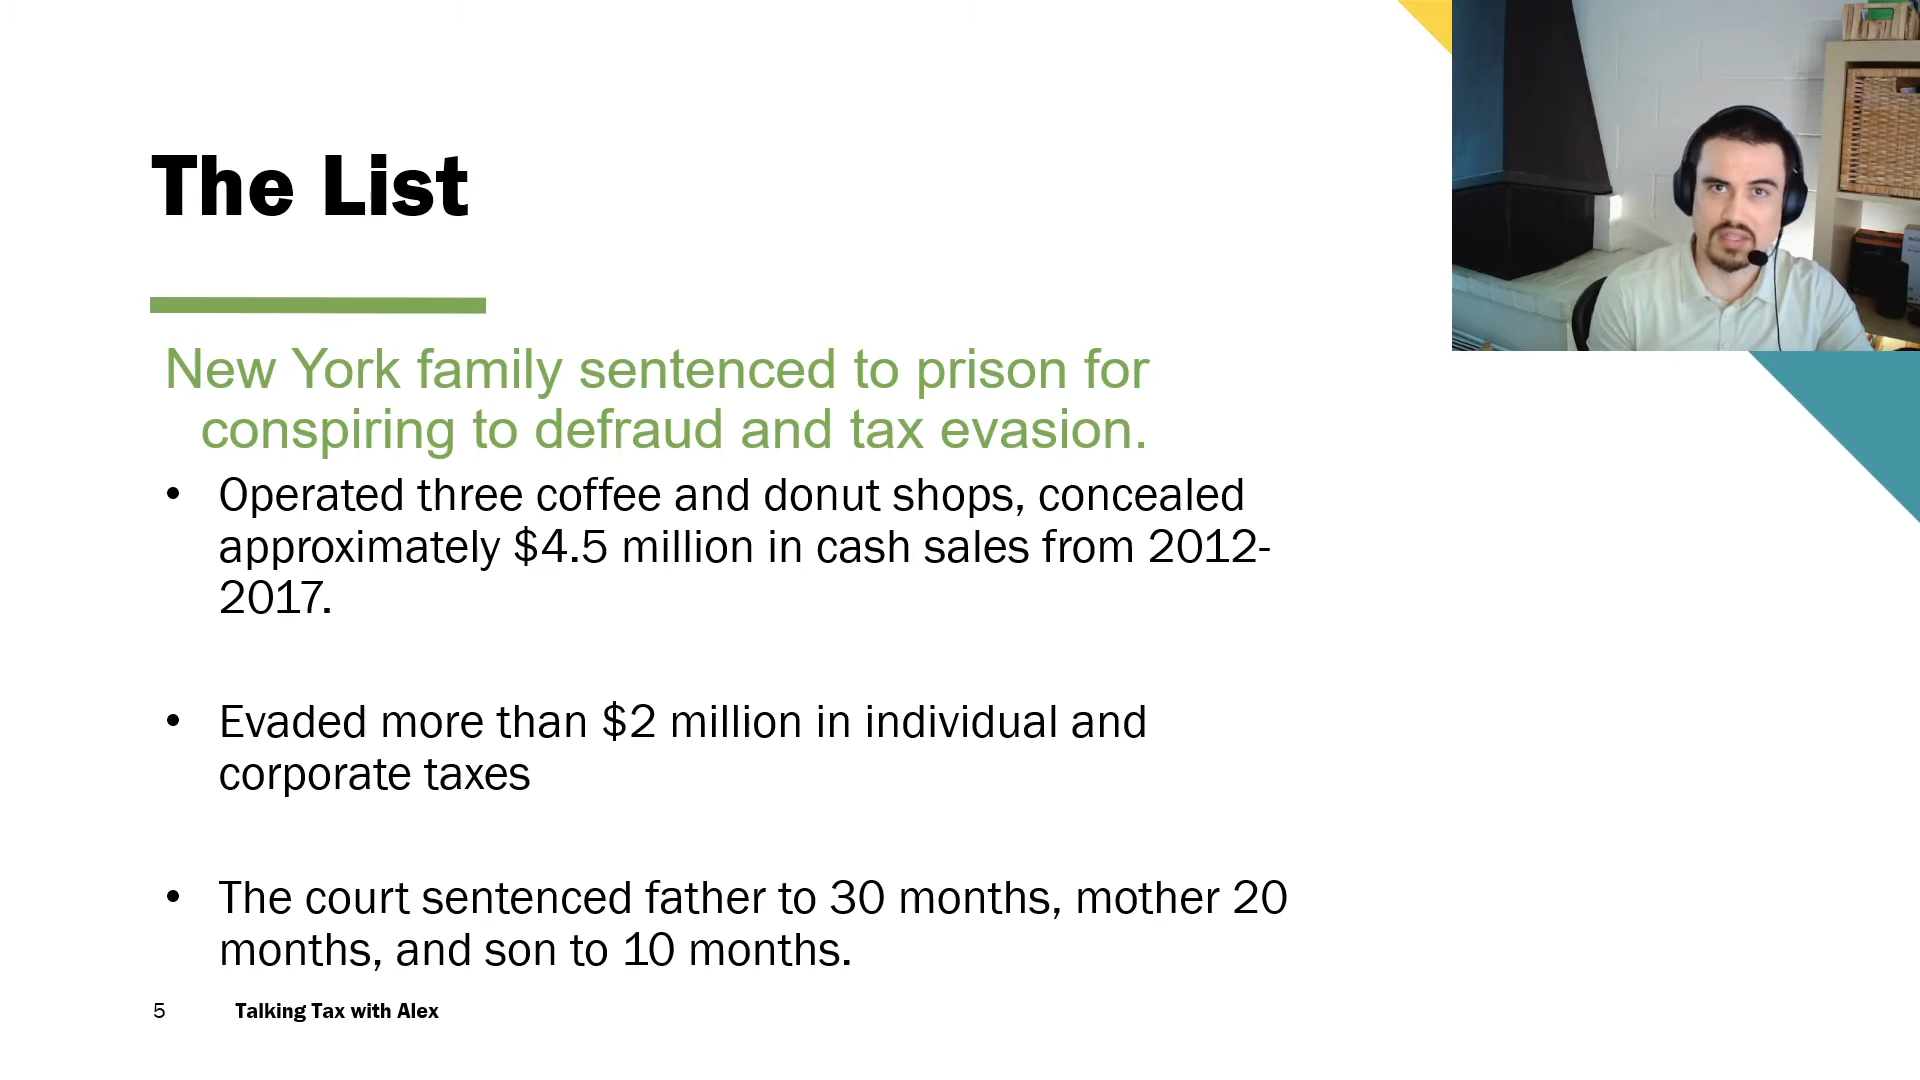 The List
New York family sentenced to prison for
conspiring to defraud and tax evasion.
• Operated three coffee and donut shops, concealed
approximately $4.5 million in cash sales from 2012-
2017.
• Evaded more than $2 million in individual and
corporate taxes
• The court sentenced father to 30 months, mother 20
months, and son to 10 months.
5 Talking Tax with Alex